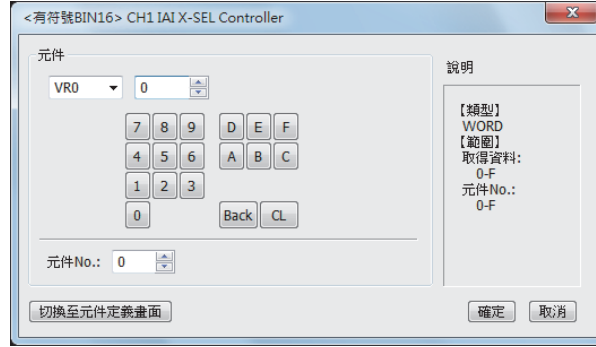 <有符號BIN16> CH1 IAI X-SEL Controller
元件
VR0 0
7 8 9 D E F
4 5 6 A B C
1 2 3
0 Back CL
元件No.: 0
說明
【類型】
WORD
【範圍】
取得資料:
0-F
元件No.:
0-F
切換至元件定義畫面
確定 取消